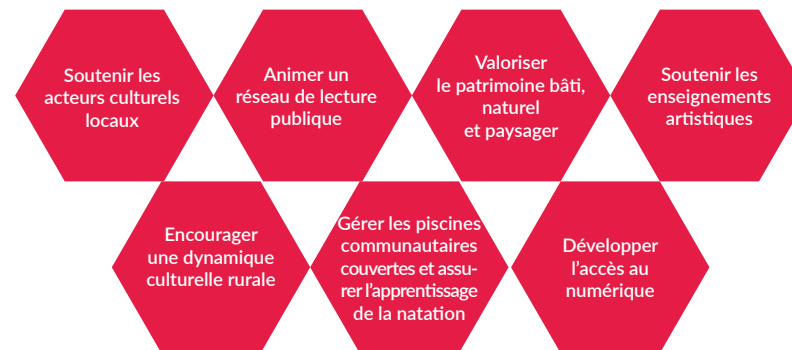 Soutenir les
acteurs culturels
locaux
Animer un
réseau de lecture
publique
Valoriser
le patrimoine bâti,
naturel
et paysager
Soutenir les
enseignements
artistiques
Encourager
une dynamique
culturelle rurale
Gérer les piscines
communautaires
couvertes et assu-
rer l'apprentissage
de la natation
Développer
l'accès au
numérique